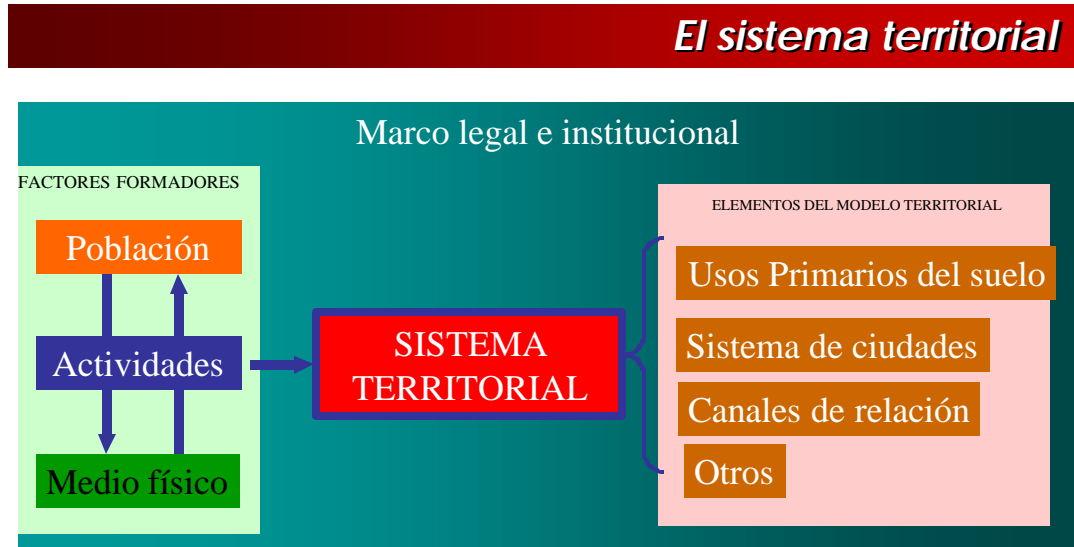 El sistema territorial
Marco legal e institucional
FACTORES FORMADORES
Población
Actividades
Medio físico
SISTEMA
TERRITORIAL
ELEMENTOS DEL MODELO TERRITORIAL
Usos Primarios del suelo
Sistema de ciudades
Canales de relación
Otros